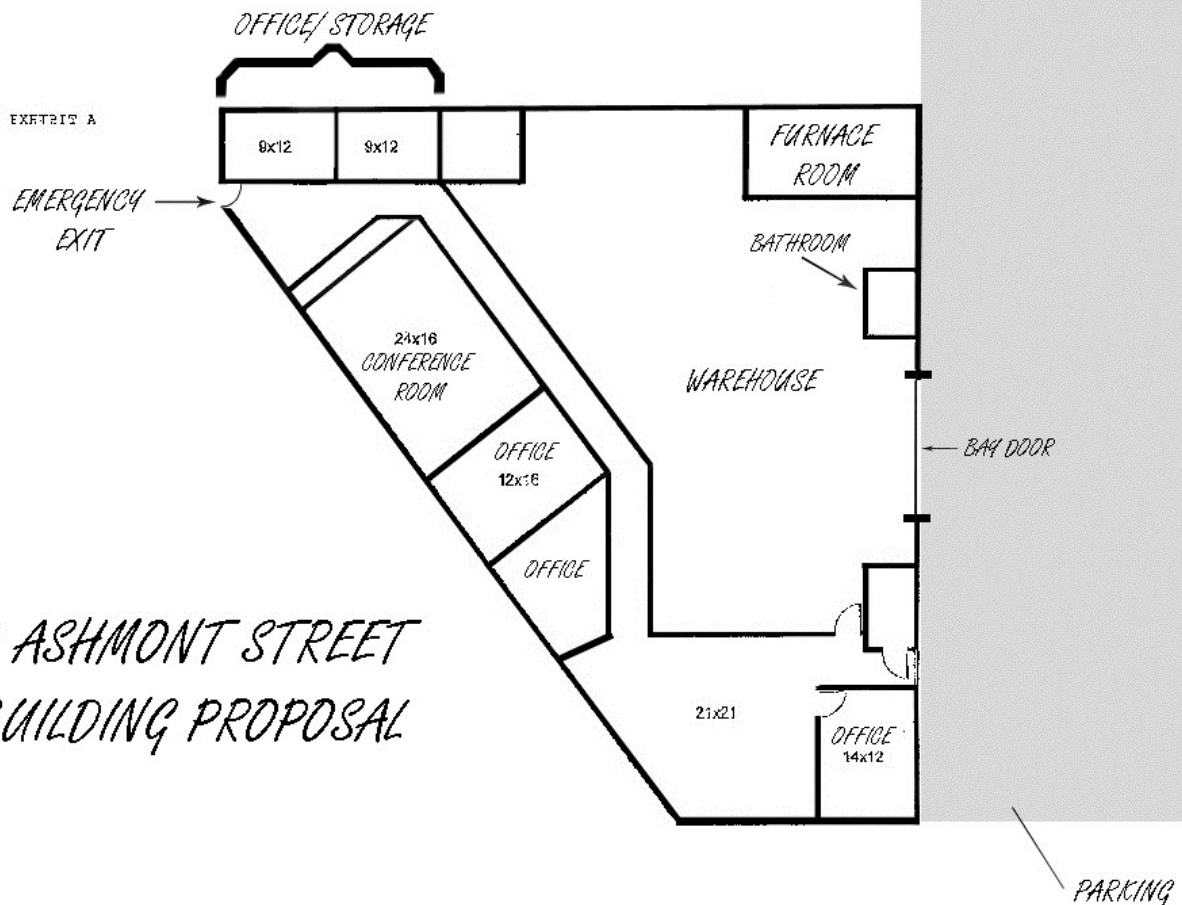 OFFICE/ STORAGE
EXHIBIT A
9x12
9x12
FURNACE
ROOM
EMERGENCY
EXIT
BATHROOM
24x16
CONFERENCE
ROOM
WAREHOUSE
BAY DOOR
OFFICE
12x16
OFFICE
ASHMONT STREET
BUILDING PROPOSAL
21x21
OFFICE
14x12
PARKING